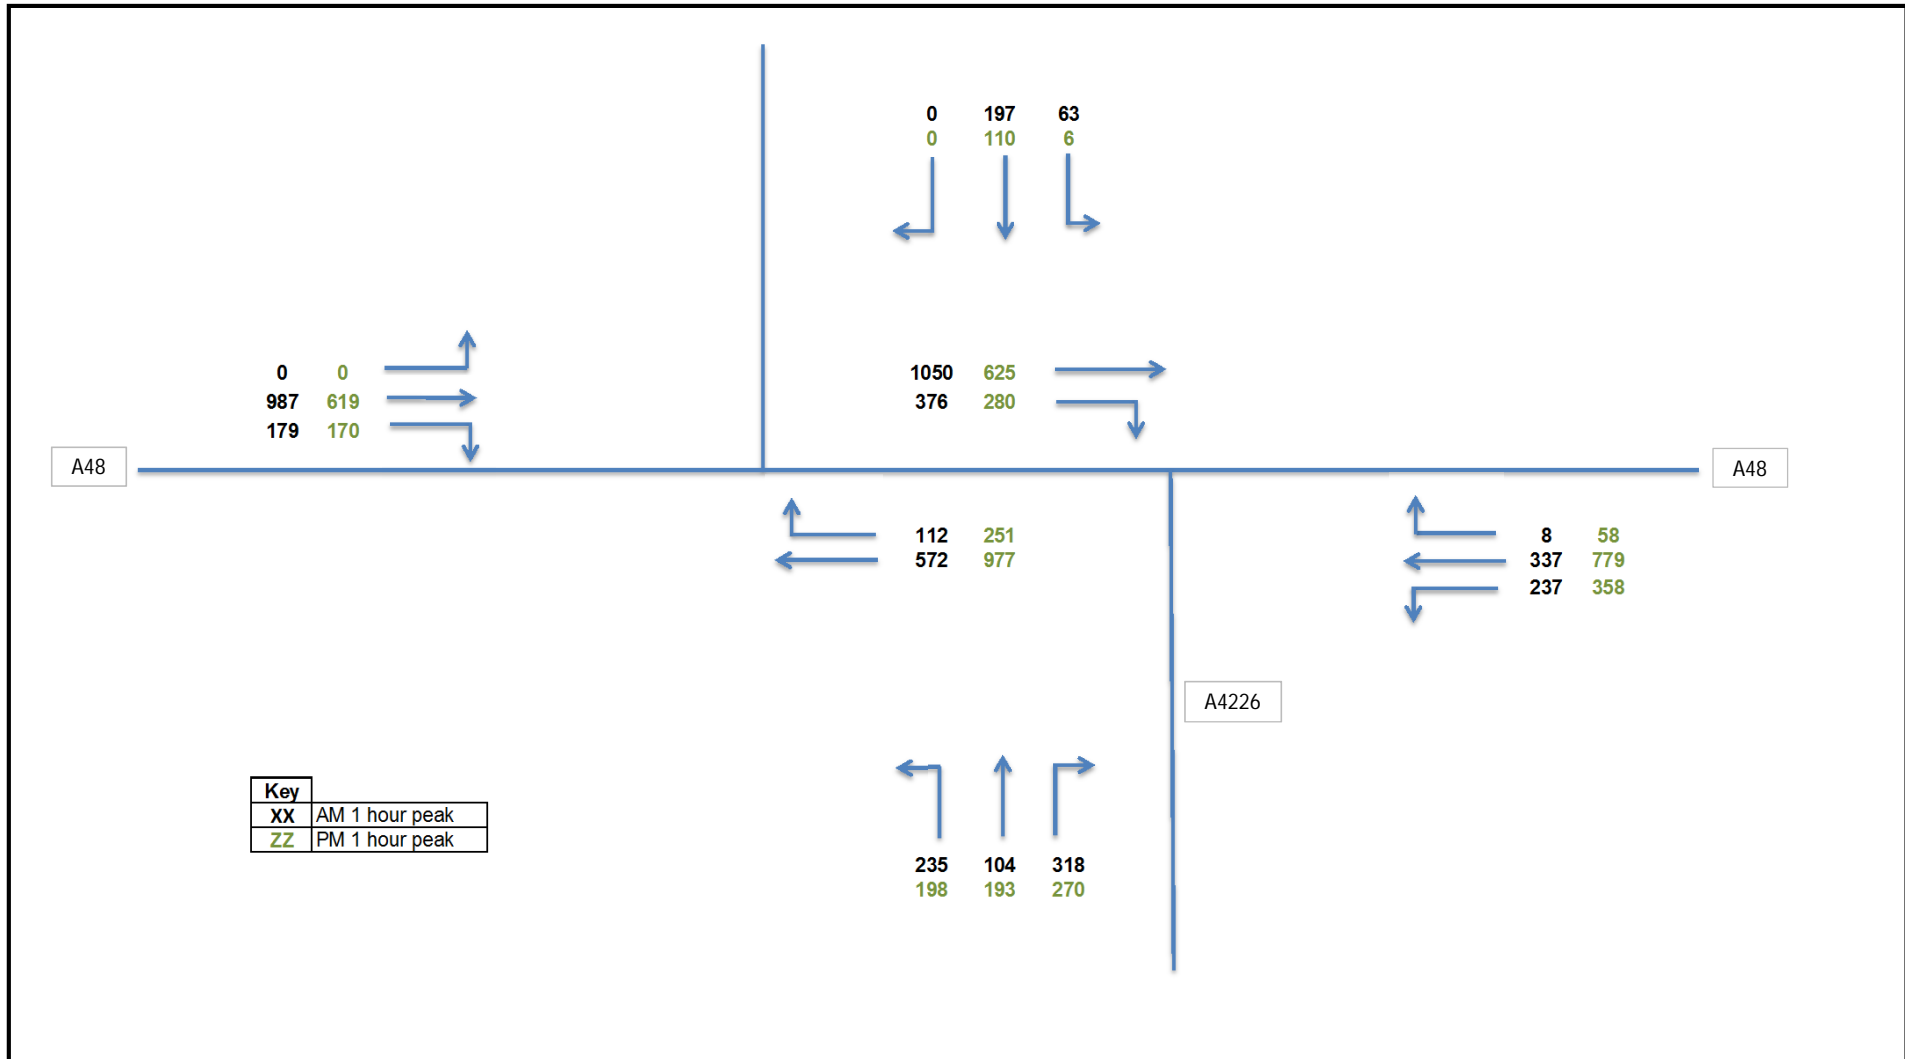 0 197 63
0 110 6
0 0
987 619
179 170
1050 625
376 280
A48
A48
112 251
572 977
8 58
337 779
237 358
A4226
Key
XX AM 1 hour peak
ZZ PM 1 hour peak
235 104 318
198 193 270